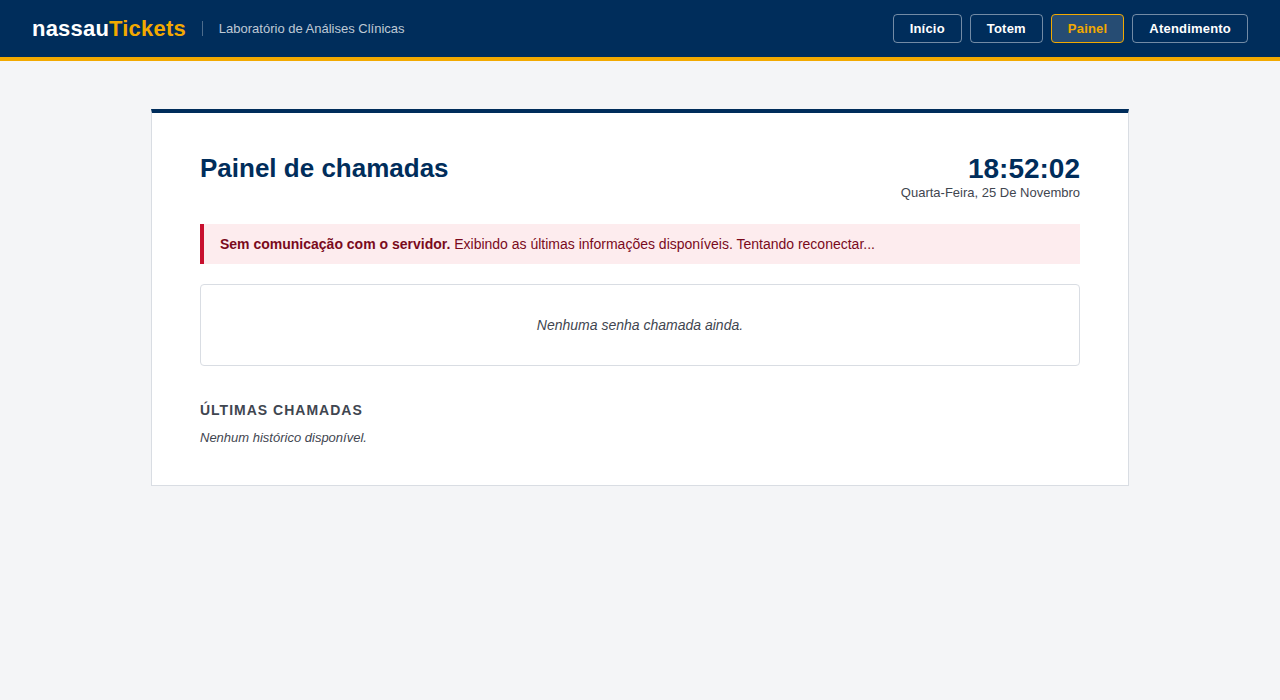 nassauTickets
Laboratório de Análises Clínicas
Início
Totem
Painel
Atendimento
Painel de chamadas
18:52:02
Quarta-Feira, 25 De Novembro
Sem comunicação com o servidor. Exibindo as últimas informações disponíveis. Tentando reconectar...
Nenhuma senha chamada ainda.
ÚLTIMAS CHAMADAS
Nenhum histórico disponível.